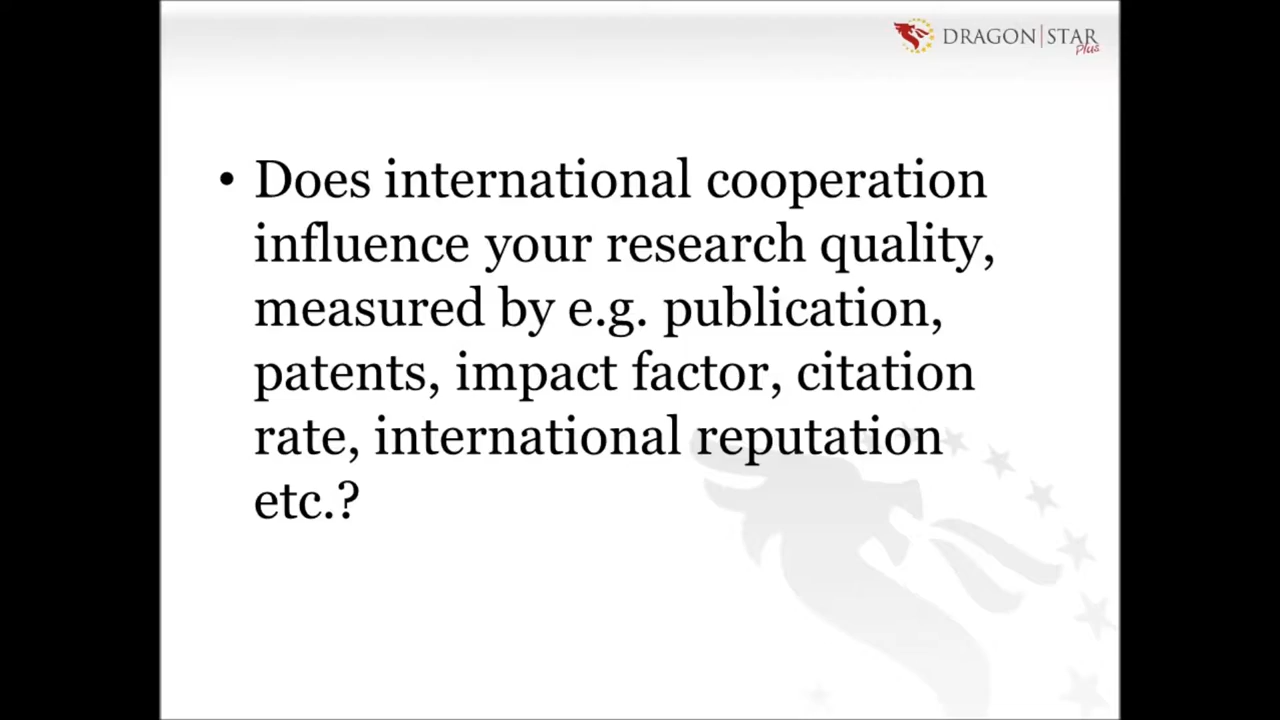 DRAGON|STAR
Plus
• Does international cooperation
influence your research quality,
measured by e.g. publication,
patents, impact factor, citation
rate, international reputation
etc.?